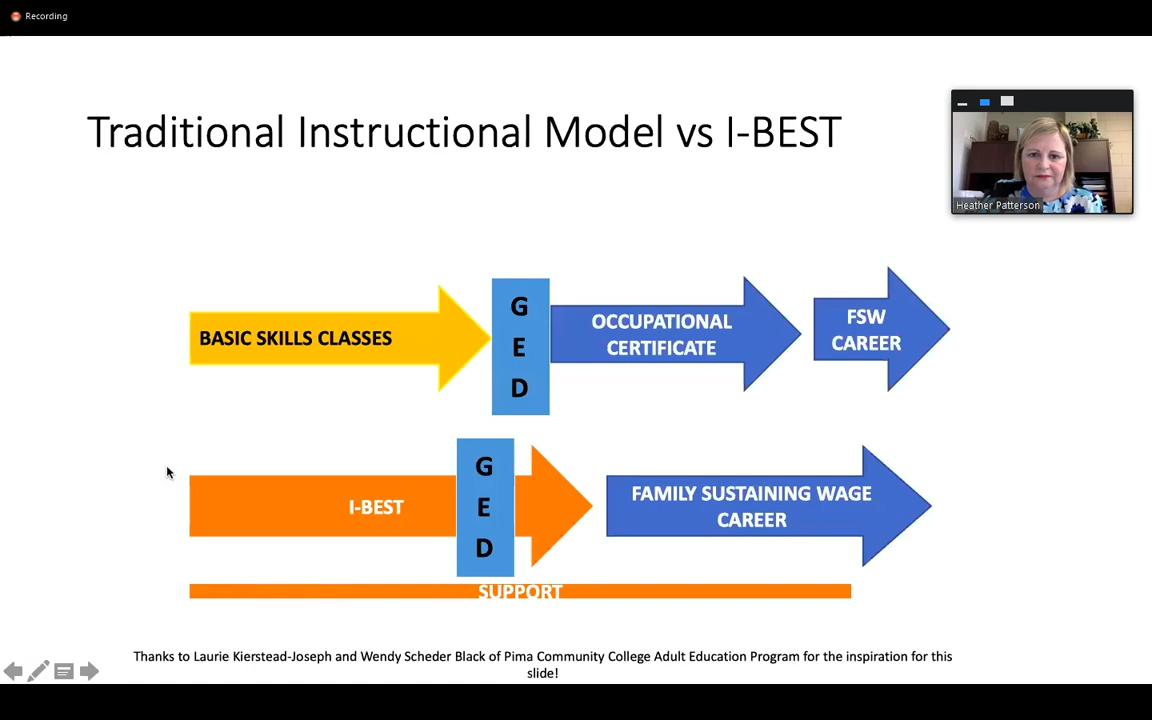 Recording
Traditional Instructional Model vs I-BEST
Heather Patterson
BASIC SKILLS CLASSES
G
E
D
OCCUPATIONAL
CERTIFICATE
FSW
CAREER
I-BEST
G
E
D
FAMILY SUSTAINING WAGE
CAREER
SUPPORT
Thanks to Laurie Kierstead-Joseph and Wendy Scheder Black of Pima Community College Adult Education Program for the inspiration for this
slide!